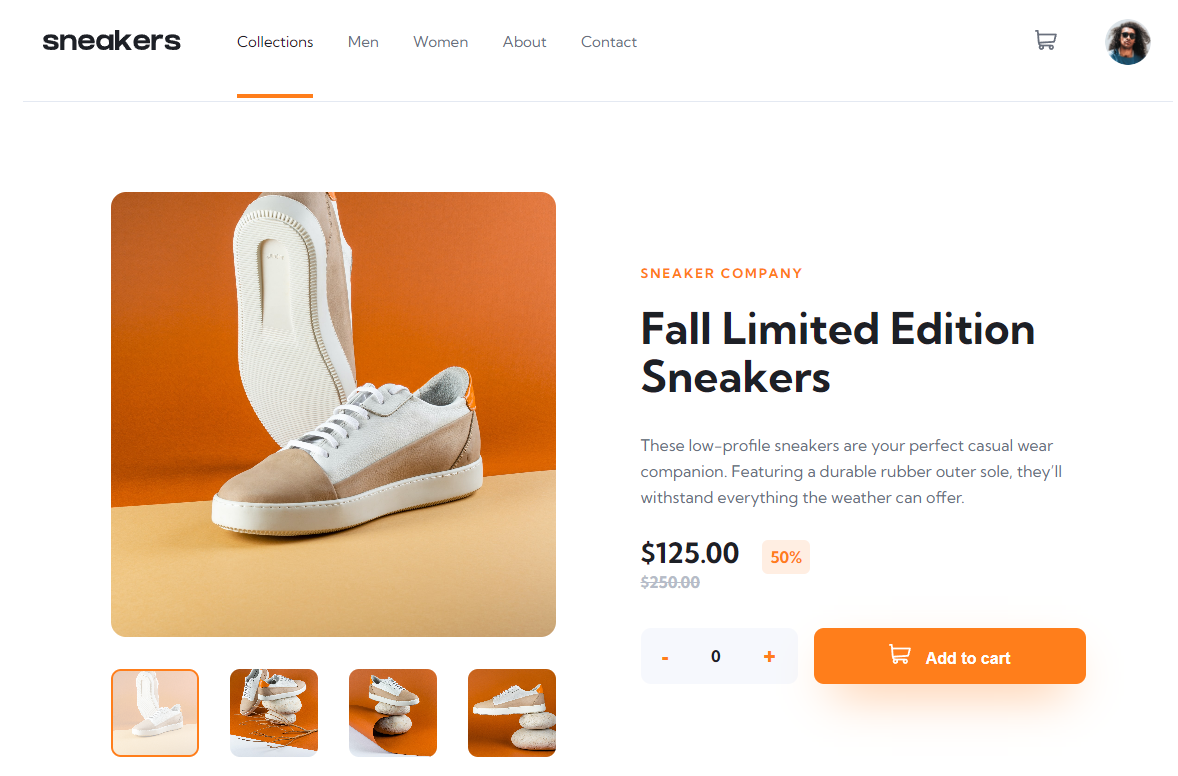 sneakers
Collections
Men
Women
About
Contact
SNEAKER COMPANY
Fall Limited Edition
Sneakers
These low-profile sneakers are your perfect casual wear
companion. Featuring a durable rubber outer sole, they'll
withstand everything the weather can offer.
$125.00
50%
$250.00
-
0
+
Add to cart